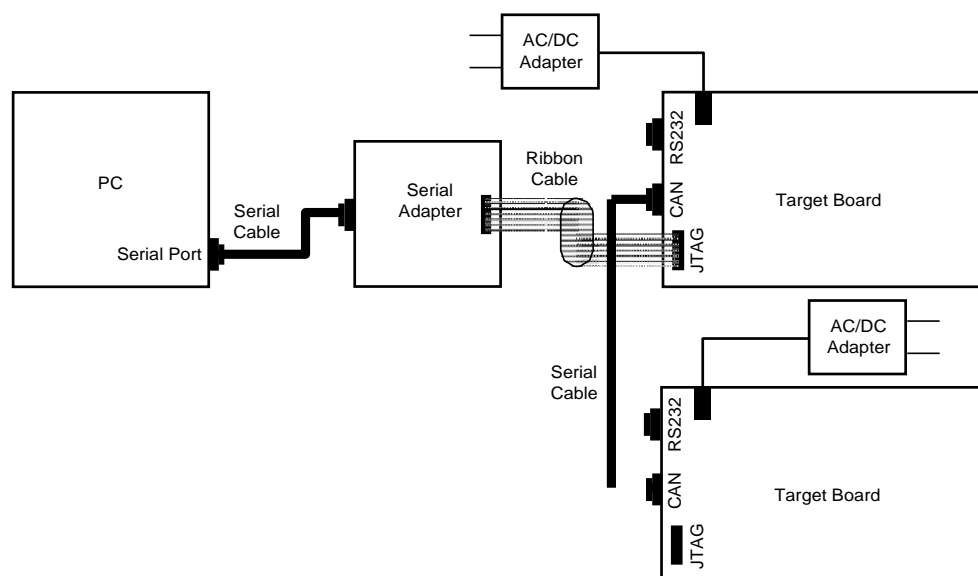 AC/DC
Adapter
PC
Serial
Cable
Serial Port
Serial
Adapter
Ribbon
Cable
RS232
CAN
JTAG
Target Board
AC/DC
Adapter
Serial
Cable
RS232
CAN
JTAG
Target Board